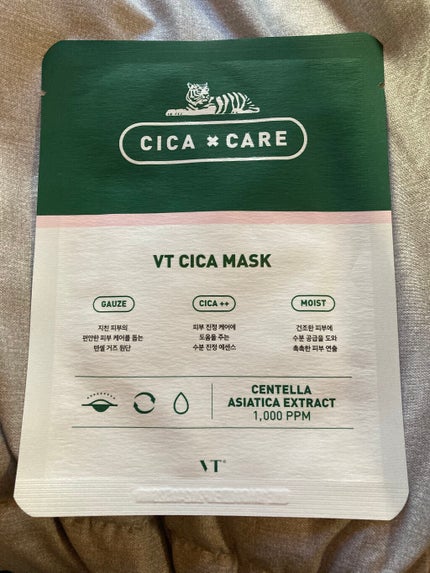 CICA × CARE
VT CICA MASK
GAUZE
지친 피부의
편안한 피부 케어를 돕는
텐셀 거즈 원단
CICA ++
피부 진정 케어에
도움을 주는
수분 진정 에센스
MOIST
건조한 피부에
수분 공급을 도와
촉촉한 피부 연출
CENTELLA
ASIATICA EXTRACT
1,000 PPM
VT®